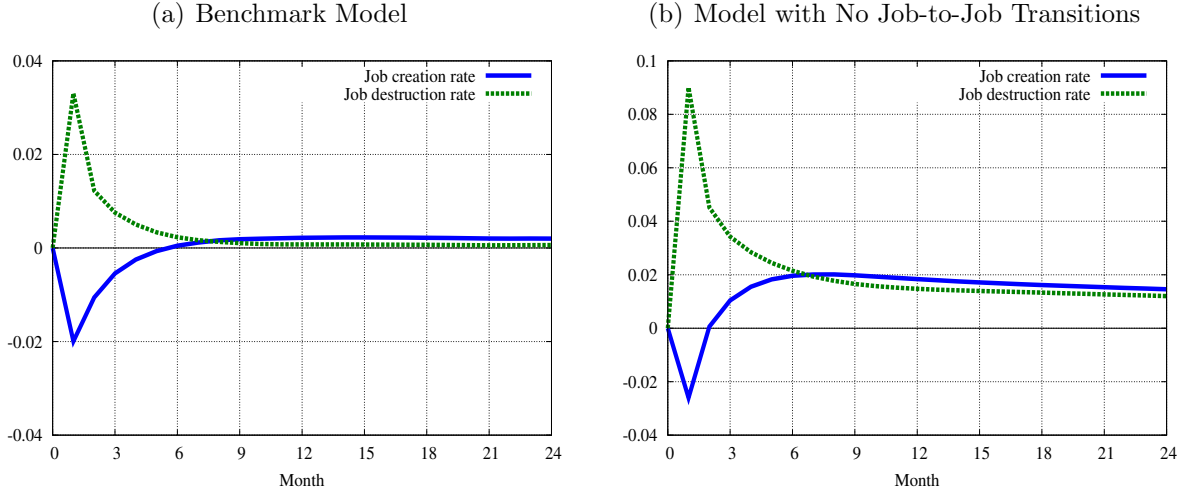 (a) Benchmark Model
0.04
0.02
0
-0.02
-0.04
Job creation rate
Job destruction rate
0 3 6 9 12 15 18 21 24
Month
(b) Model with No Job-to-Job Transitions
0.1
0.08
0.06
0.04
0.02
0
-0.02
-0.04
Job creation rate
Job destruction rate
0 3 6 9 12 15 18 21 24
Month